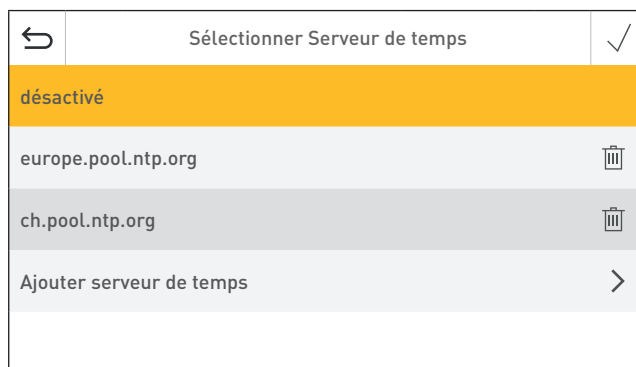 Sélectionner Serveur de temps
désactivé
europe.pool.ntp.org
ch.pool.ntp.org
Ajouter serveur de temps